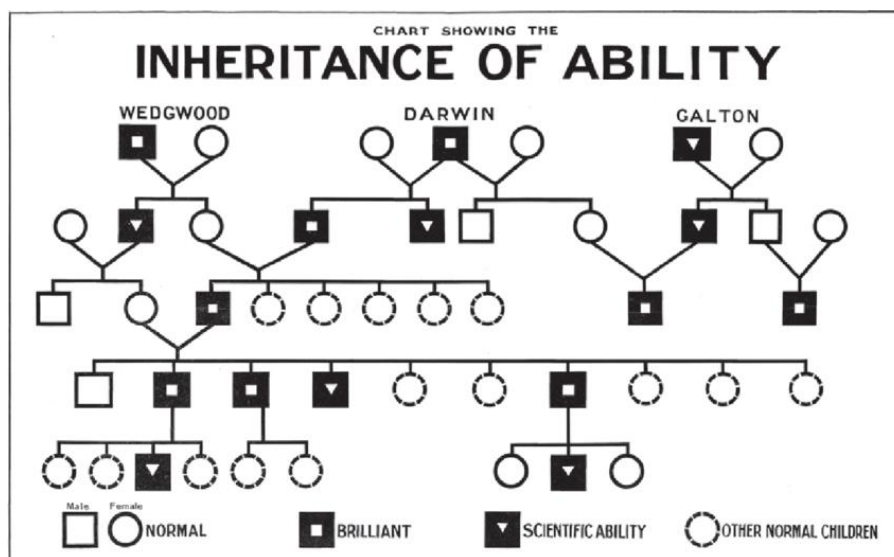 CHART SHOWING THE
INHERITANCE OF ABILITY
WEDGWOOD DARWIN GALTON
Male Female
NORMAL BRILLIANT SCIENTIFIC ABILITY OTHER NORMAL CHILDREN